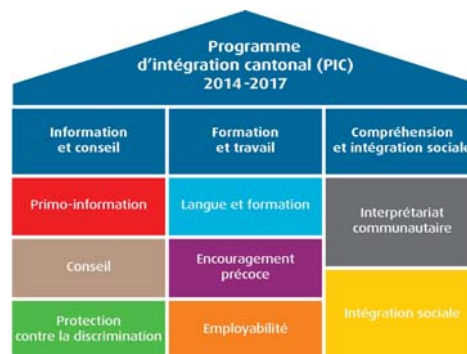 Programme
d'intégration cantonal (PIC)
2014-2017
Information
et conseil
Formation
et travail
Compréhension
et intégration sociale
Primo-information
Langue et formation
Interprétariat
communautaire
Conseil
Encouragement
précoce
Protection
contre la discrimination
Employabilité
Intégration sociale